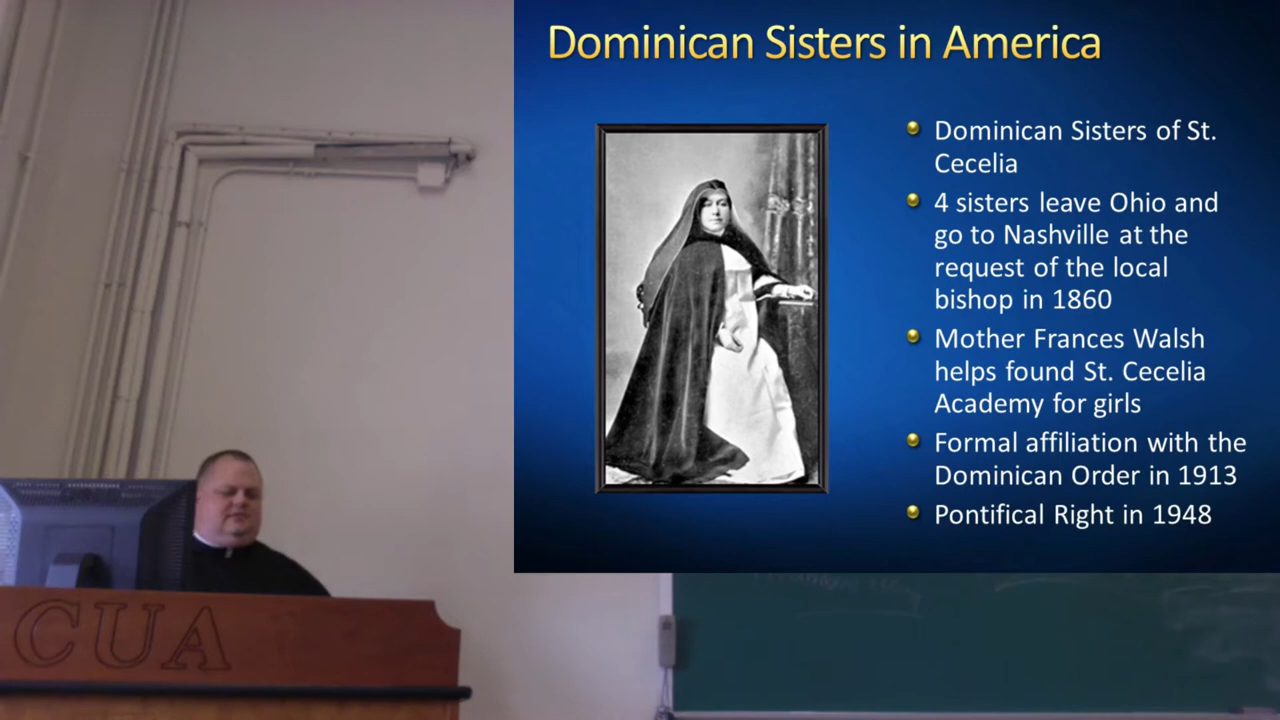 Dominican Sisters in America
Dominican Sisters of St.
Cecelia
4 sisters leave Ohio and
go to Nashville at the
request of the local
bishop in 1860
Mother Frances Walsh
helps found St. Cecelia
Academy for girls
Formal affiliation with the
Dominican Order in 1913
Pontifical Right in 1948
CUA